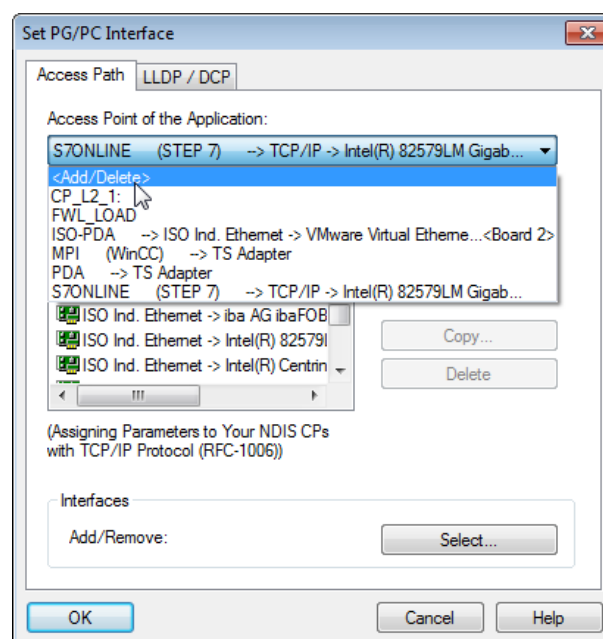 Set PG/PC Interface
Access Path
LLDP / DCP
Access Point of the Application:
S7ONLINE (STEP 7) --> TCP/IP -> Intel(R) 82579LM Gigab...
<Add/Delete>
CP_L2_1:
FWL_LOAD
ISO-PDA --> ISO Ind. Ethernet -> VMware Virtual Etherne...<Board 2>
MPI (WinCC) --> TS Adapter
PDA --> TS Adapter
S7ONLINE (STEP 7) --> TCP/IP -> Intel(R) 82579LM Gigab...
ISO Ind. Ethernet -> iba AG ibaFOB
ISO Ind. Ethernet -> Intel(R) 82579l
ISO Ind. Ethernet -> Intel(R) Centrin
Copy...
Delete
(Assigning Parameters to Your NDIS CPs
with TCP/IP Protocol (RFC-1006))
Interfaces
Add/Remove:
Select...
OK
Cancel
Help